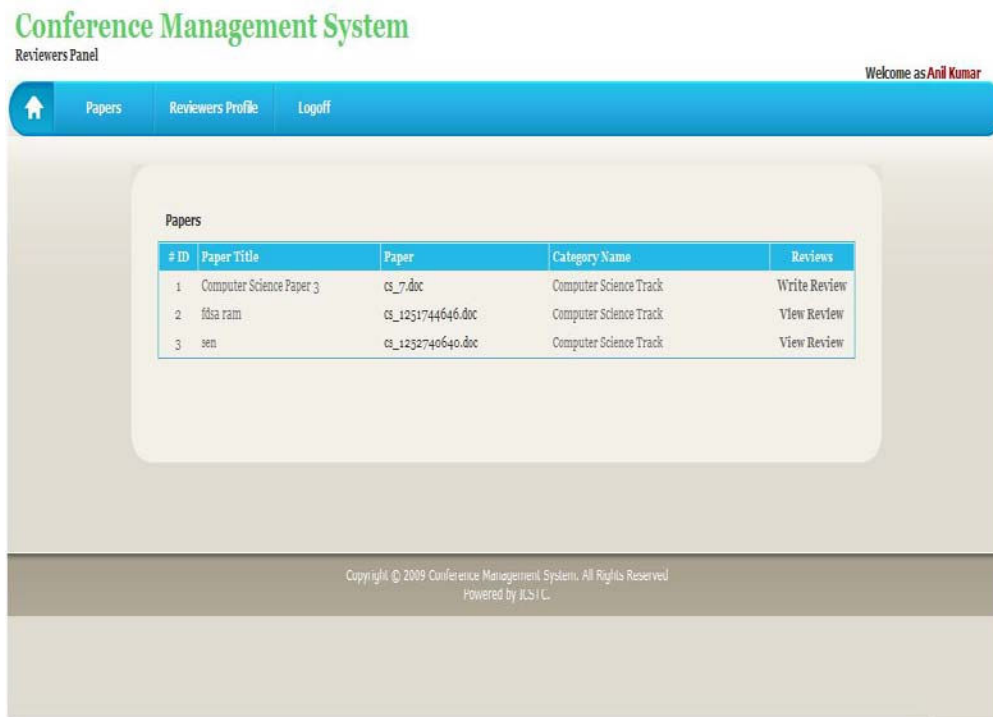 Conference Management System
Reviewers Panel
Welcome as Anil Kumar
Papers Reviewers Profile Logoff
Papers
# ID Paper Title Paper Category Name Reviews
1 Computer Science Paper 3 cs_7.doc Computer Science Track Write Review
2 fdsa ram cs_1251744646.doc Computer Science Track View Review
3 sen cs_1252740640.doc Computer Science Track View Review
Copyright © 2009 Conference Management System. All Rights Reserved
Powered by